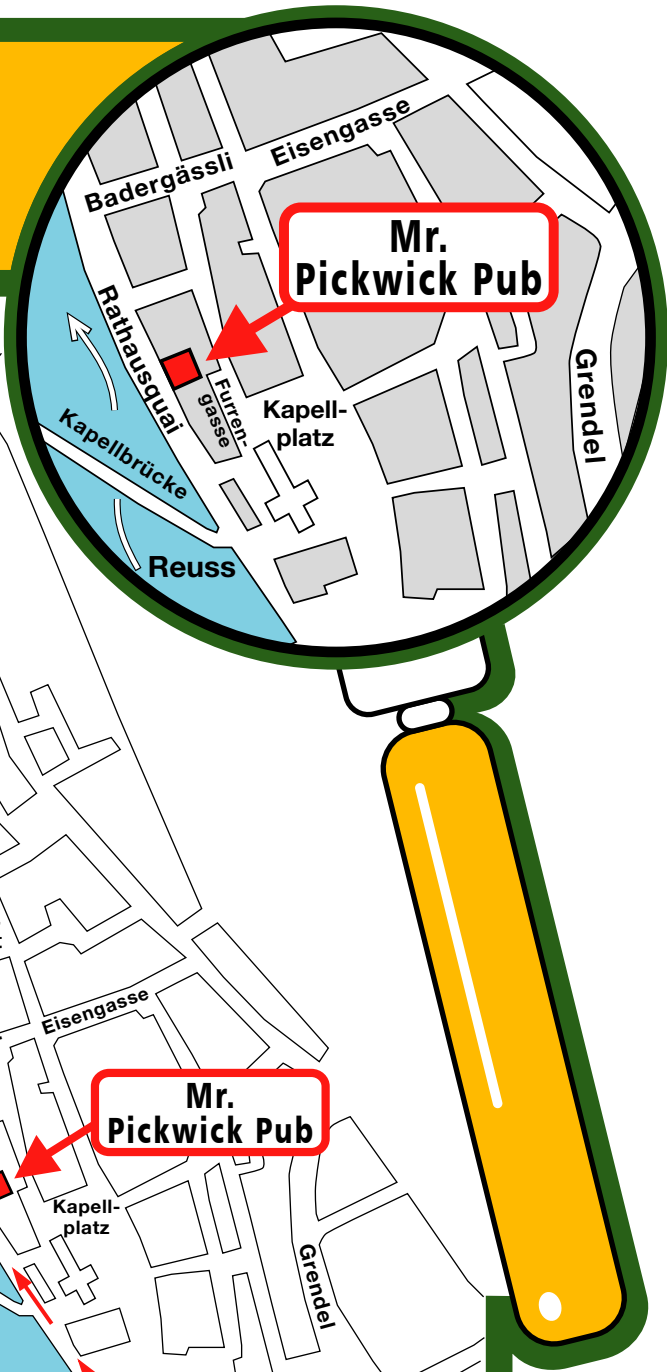 Eisengasse
Badergässli
Mr.
Pickwick Pub
Rathausquai
Furren-
gasse
Kapell-
platz
Grendel
Kapellbrücke
Reuss
Eisengasse
Mr.
Pickwick Pub
Kapell-
platz
Grendel